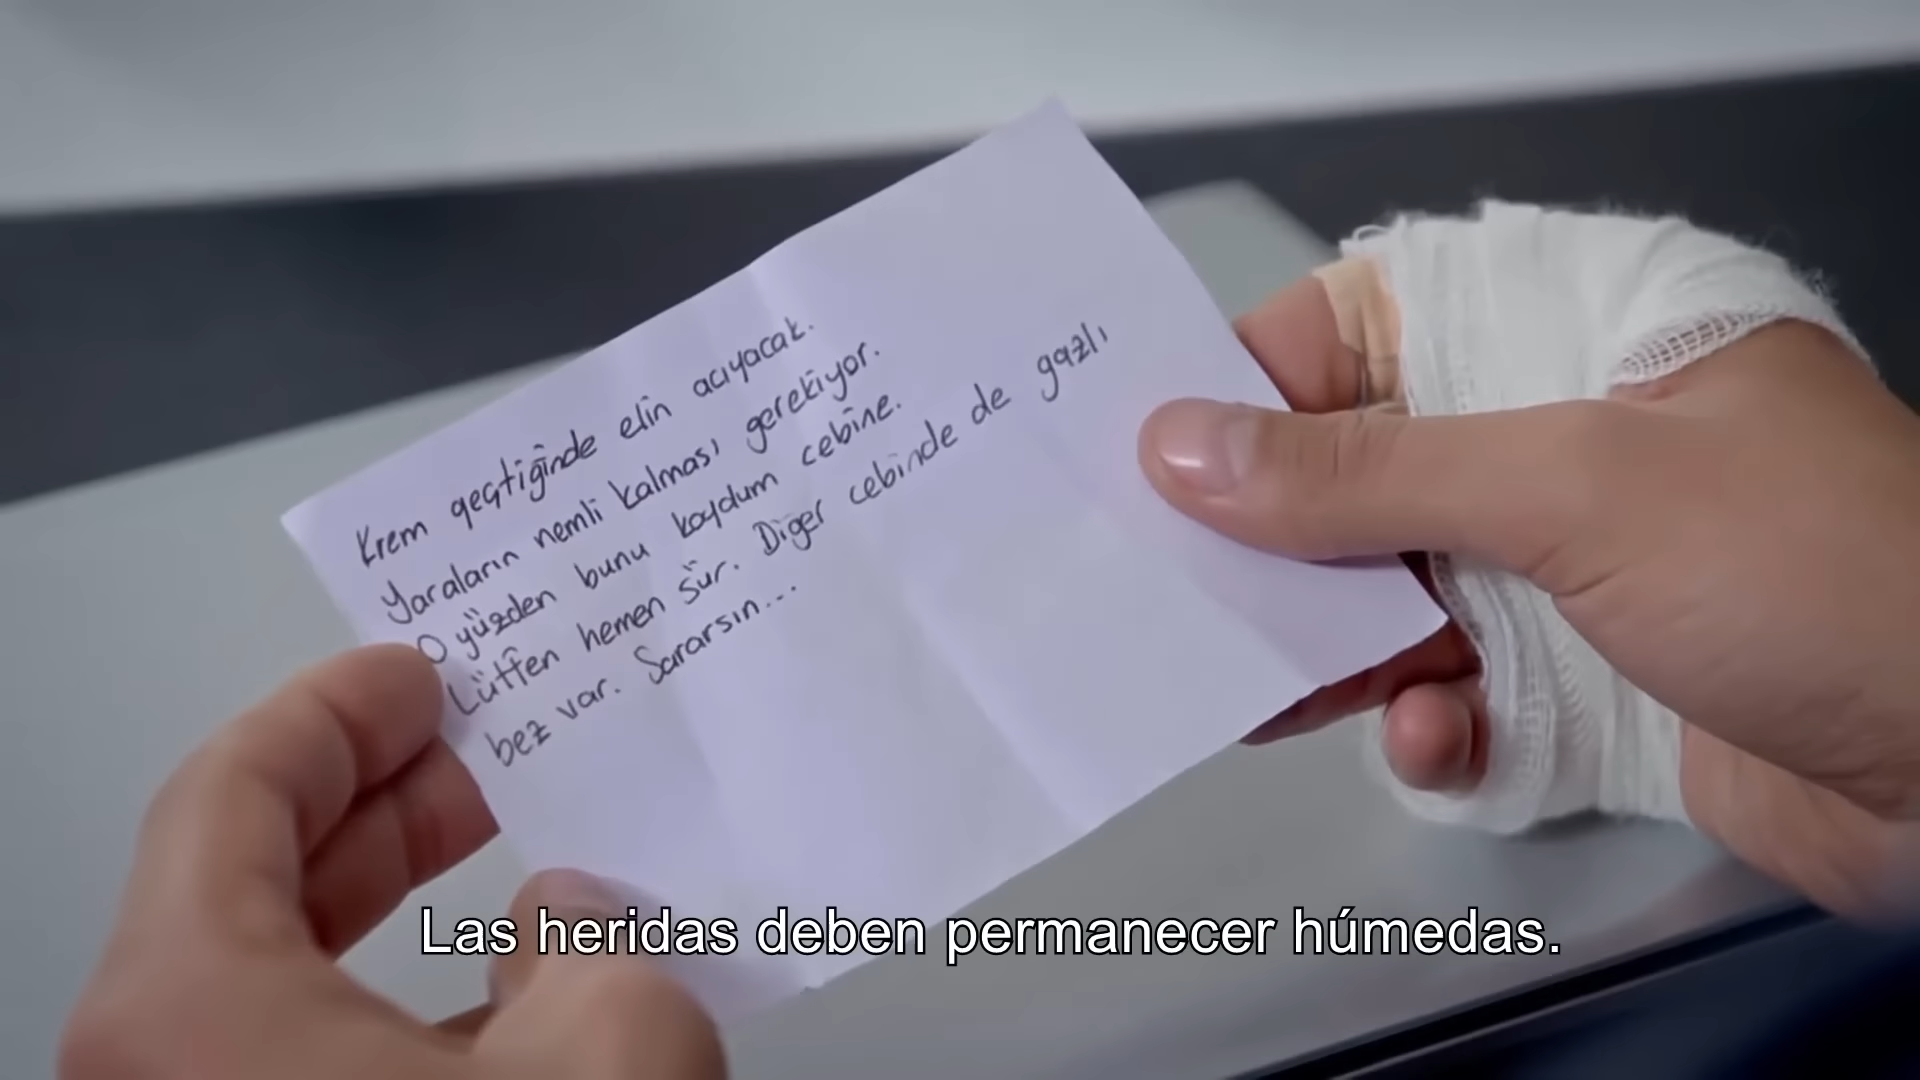 Krem geçtiğinde elin acıyacak.
Yaraların nemli kalması gerekiyor.
O yüzden bunu koydum cebine.
Lütfen hemen sür. Diğer cebinde de gazlı
bez var. Sararsın...
Las heridas deben permanecer húmedas.